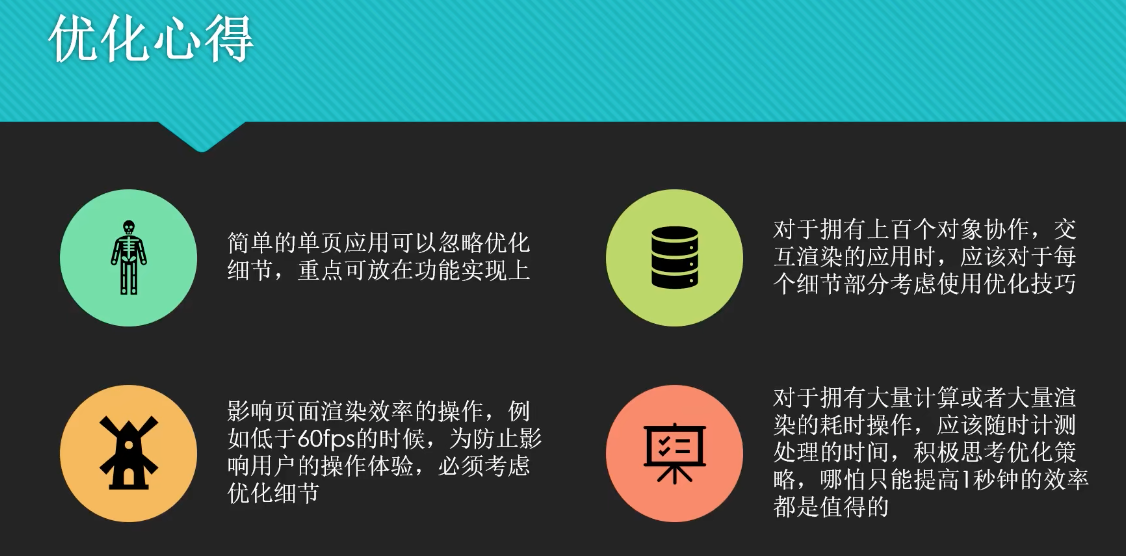 优化心得
简单的单页应用可以忽略优化
细节，重点可放在功能实现上
对于拥有上百个对象协作，交
互渲染的应用时，应该对于每
个细节部分考虑使用优化技巧
影响页面渲染效率的操作，例
如低于60fps的时候，为防止影
响用户的操作体验，必须考虑
优化细节
对于拥有大量计算或者大量渲
染的耗时操作，应该随时计测
处理的时间，积极思考优化策
略，哪怕只能提高1秒钟的效率
都是值得的